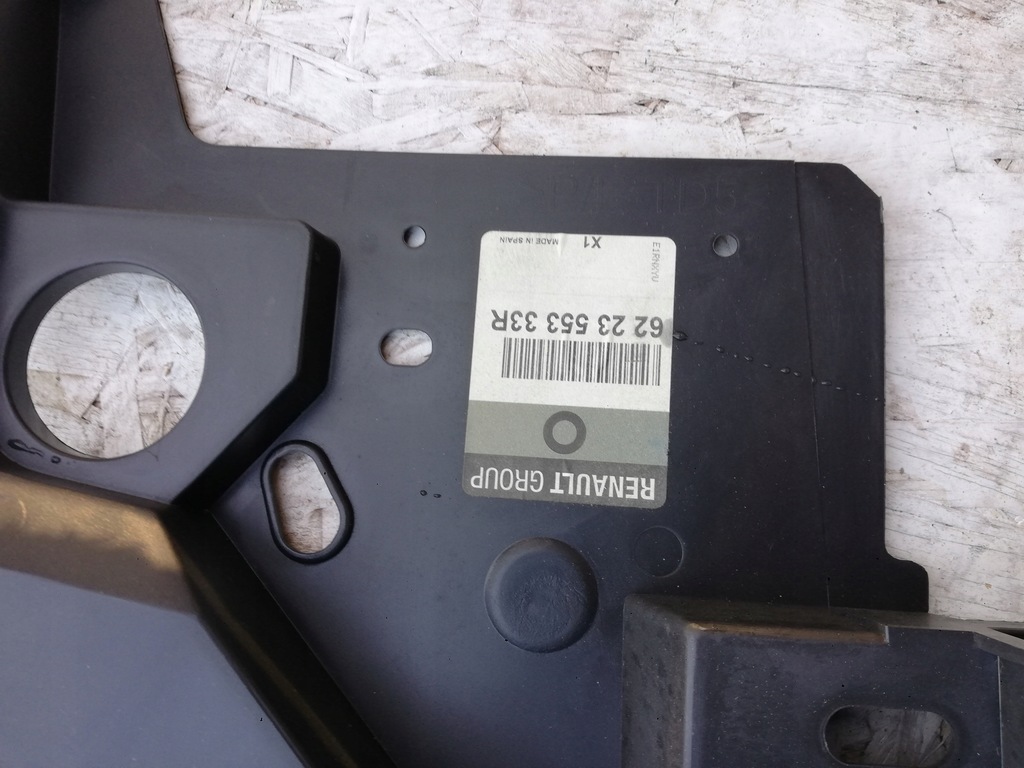 RENAULT GROUP
62 23 553 33R
X1
MADE IN SPAIN